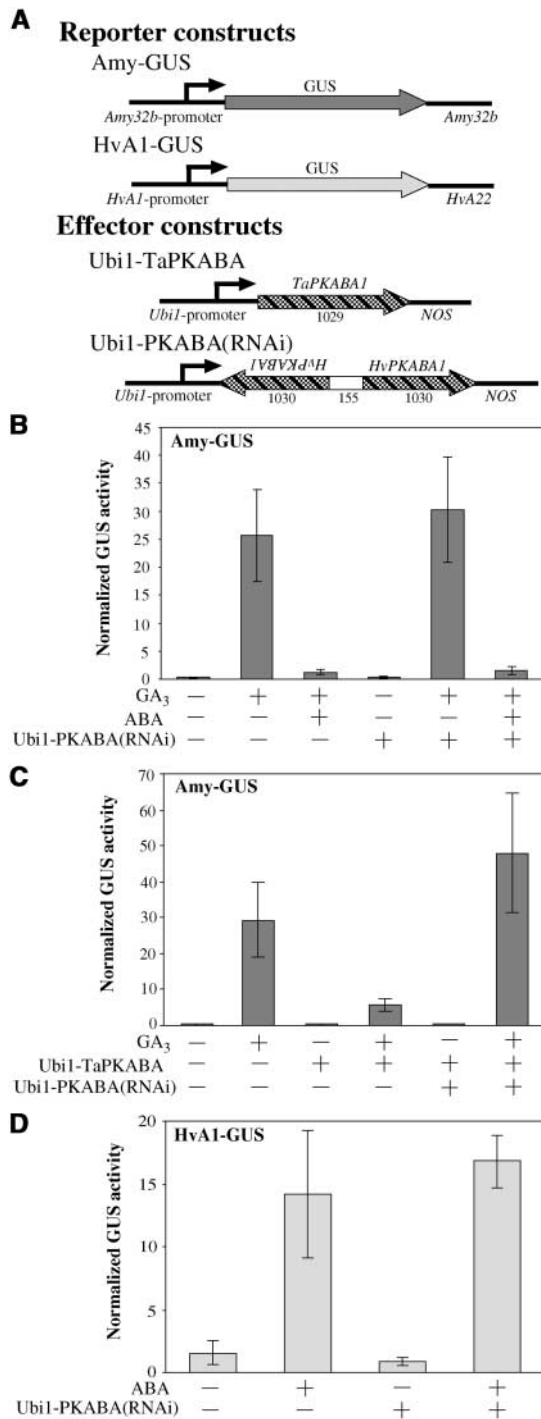 A
Reporter constructs
Amy-GUS
GUS
Amy32b-promoter
Amy32b
HvA1-GUS
GUS
HvA1-promoter
HvA22
Effector constructs
Ubi1-TaPKABA
TaPKABA1
Ubi1-promoter
1029
NOS
Ubi1-PKABA(RNAi)
HvPKABA1
HvPKABA1
Ubi1-promoter
1030
155
1030
NOS
B
Amy-GUS
Normalized GUS activity
45
40
35
30
25
20
15
10
5
0
GA3 — + + — + +
ABA — — + — — +
Ubi1-PKABA(RNAi) — — — + + +
C
Amy-GUS
Normalized GUS activity
70
60
50
40
30
20
10
0
GA3 — + — + — +
Ubi1-TaPKABA — — + + + +
Ubi1-PKABA(RNAi) — — — — + +
D
HvA1-GUS
Normalized GUS activity
20
15
10
5
0
ABA — + — +
Ubi1-PKABA(RNAi) — — + +